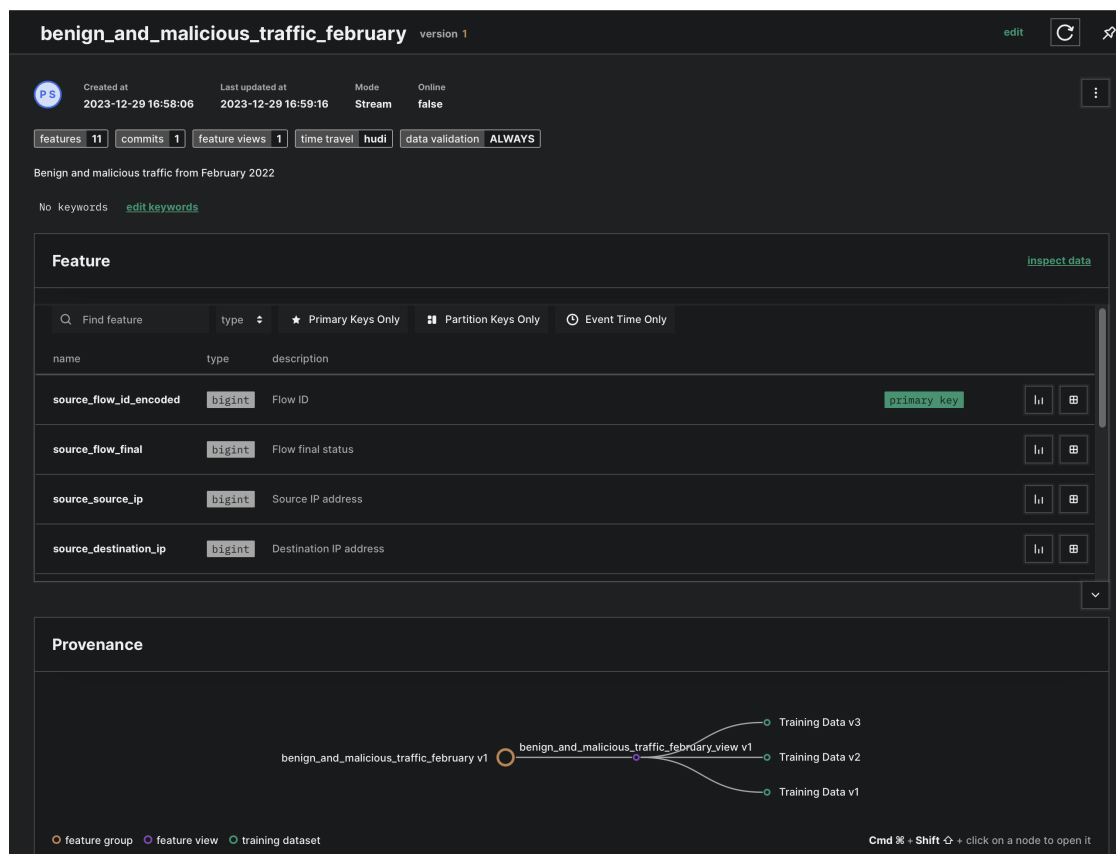 benign_and_malicious_traffic_february version 1 edit
PS
Created at Last updated at Mode Online
2023-12-29 16:58:06 2023-12-29 16:59:16 Stream false
features 11 commits 1 feature views 1 time travel hudi data validation ALWAYS
Benign and malicious traffic from February 2022
No keywords edit keywords
Feature inspect data
Find feature type Primary Keys Only Partition Keys Only Event Time Only
name type description
source_flow_id_encoded bigint Flow ID primary key
source_flow_final bigint Flow final status
source_source_ip bigint Source IP address
source_destination_ip bigint Destination IP address
Provenance
Training Data v3
benign_and_malicious_traffic_february_view v1
benign_and_malicious_traffic_february v1 Training Data v2
Training Data v1
feature group feature view training dataset Cmd ⌘ + Shift ⇧ + click on a node to open it